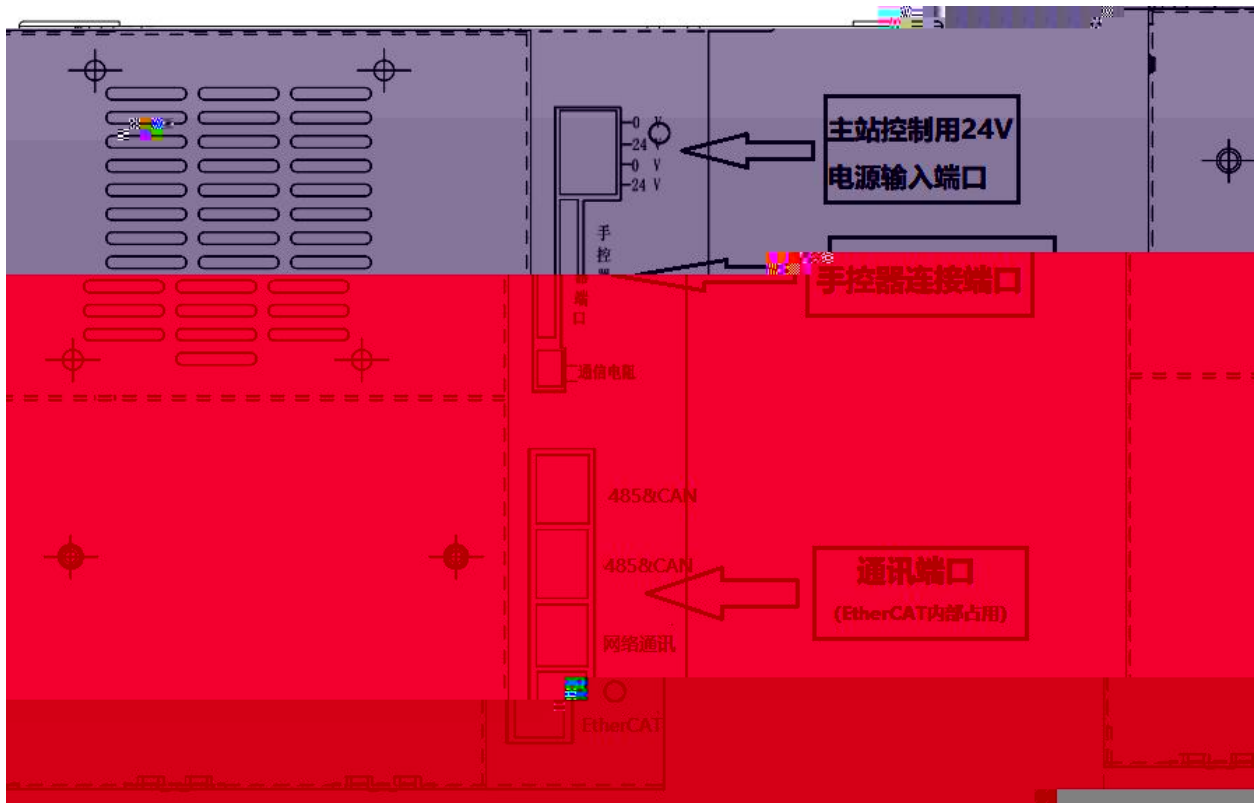 0 V
24 V
0 V
24 V
主站控制用24V
电源输入端口
手控器端口
手控器连接端口
通信电阻
485&CAN
485&CAN
网络通讯
EtherCAT
通讯端口
(EtherCAT内部占用)